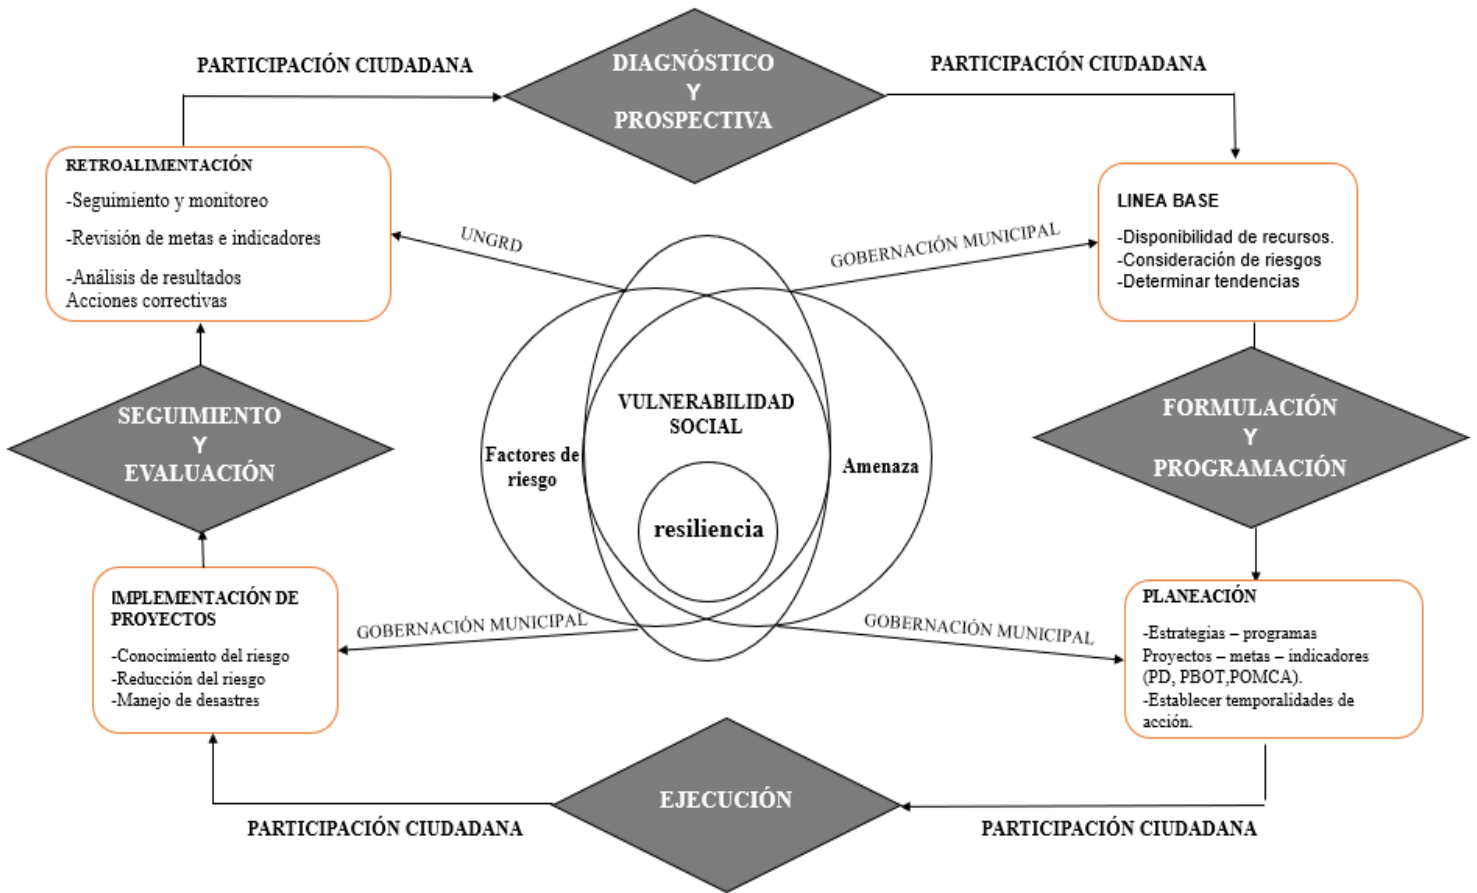 PARTICIPACIÓN CIUDADANA
DIAGNÓSTICO
Y
PROSPECTIVA
PARTICIPACIÓN CIUDADANA
RETROALIMENTACIÓN
-Seguimiento y monitoreo
-Revisión de metas e indicadores
-Análisis de resultados
Acciones correctivas
UNGRD
GOBERNACIÓN MUNICIPAL
LINEA BASE
-Disponibilidad de recursos.
-Consideración de riesgos
-Determinar tendencias
SEGUIMIENTO
Y
EVALUACIÓN
Factores de
riesgo
VULNERABILIDAD
SOCIAL
resiliencia
Amenaza
FORMULACIÓN
Y
PROGRAMACIÓN
IMPLEMENTACIÓN DE
PROYECTOS
-Conocimiento del riesgo
-Reducción del riesgo
-Manejo de desastres
GOBERNACIÓN MUNICIPAL
GOBERNACIÓN MUNICIPAL
PLANEACIÓN
-Estrategias – programas
Proyectos – metas – indicadores
(PD, PBOT,POMCA).
-Establecer temporalidades de
acción.
EJECUCIÓN
PARTICIPACIÓN CIUDADANA
PARTICIPACIÓN CIUDADANA